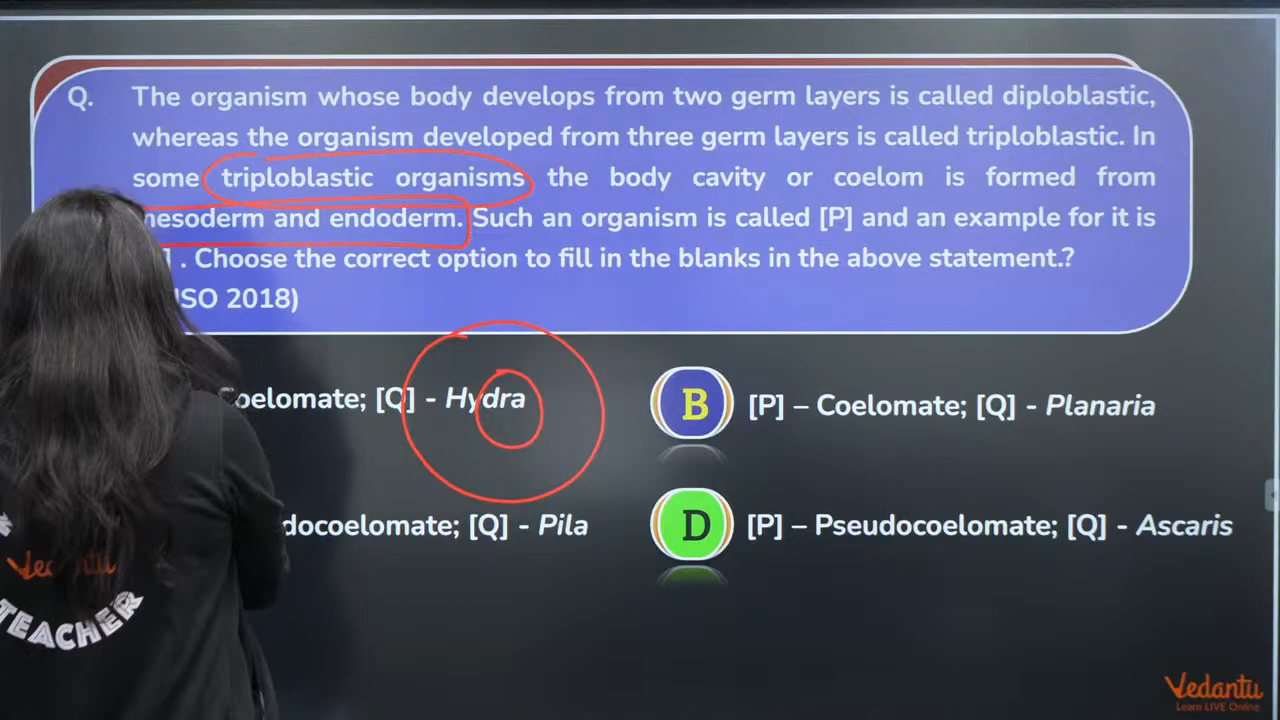 Q. The organism whose body develops from two germ layers is called diploblastic,
whereas the organism developed from three germ layers is called triploblastic. In
some triploblastic organisms the body cavity or coelom is formed from
mesoderm and endoderm. Such an organism is called [P] and an example for it is
] . Choose the correct option to fill in the blanks in the above statement.?
SO 2018)
oelomate; [Q] - Hydra
B [P] – Coelomate; [Q] - Planaria
docoelomate; [Q] - Pila
D [P] – Pseudocoelomate; [Q] - Ascaris
Vedantu
TEACHER
Vedantu
Learn LIVE Online